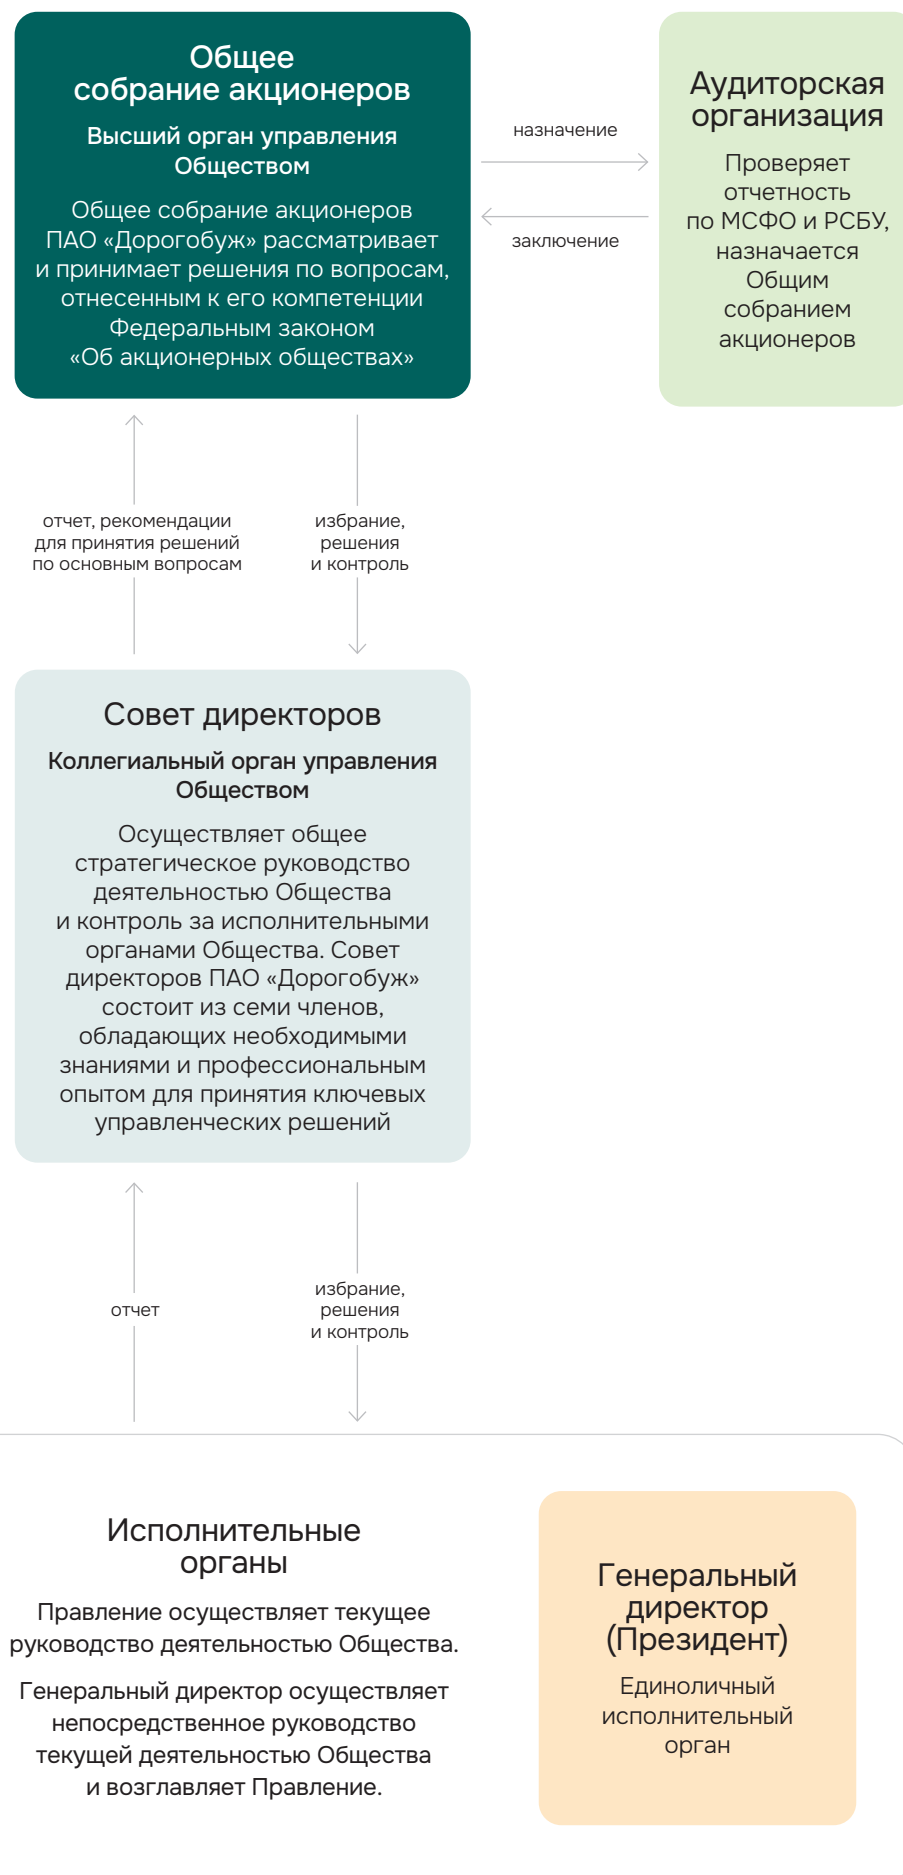 Общее
собрание акционеров
Высший орган управления
Обществом
Общее собрание акционеров
ПАО «Дорогобуж» рассматривает
и принимает решения по вопросам,
отнесенным к его компетенции
Федеральным законом
«Об акционерных обществах»
назначение
заключение
Аудиторская
организация
Проверяет
отчетность
по МСФО и РСБУ,
назначается
Общим
собранием
акционеров
отчет, рекомендации
для принятия решений
по основным вопросам
избрание,
решения
и контроль
Совет директоров
Коллегиальный орган управления
Обществом
Осуществляет общее
стратегическое руководство
деятельностью Общества
и контроль за исполнительными
органами Общества. Совет
директоров ПАО «Дорогобуж»
состоит из семи членов,
обладающих необходимыми
знаниями и профессиональным
опытом для принятия ключевых
управленческих решений
отчет
избрание,
решения
и контроль
Исполнительные
органы
Правление осуществляет текущее
руководство деятельностью Общества.
Генеральный директор осуществляет
непосредственное руководство
текущей деятельностью Общества
и возглавляет Правление.
Генеральный
директор
(Президент)
Единоличный
исполнительный
орган